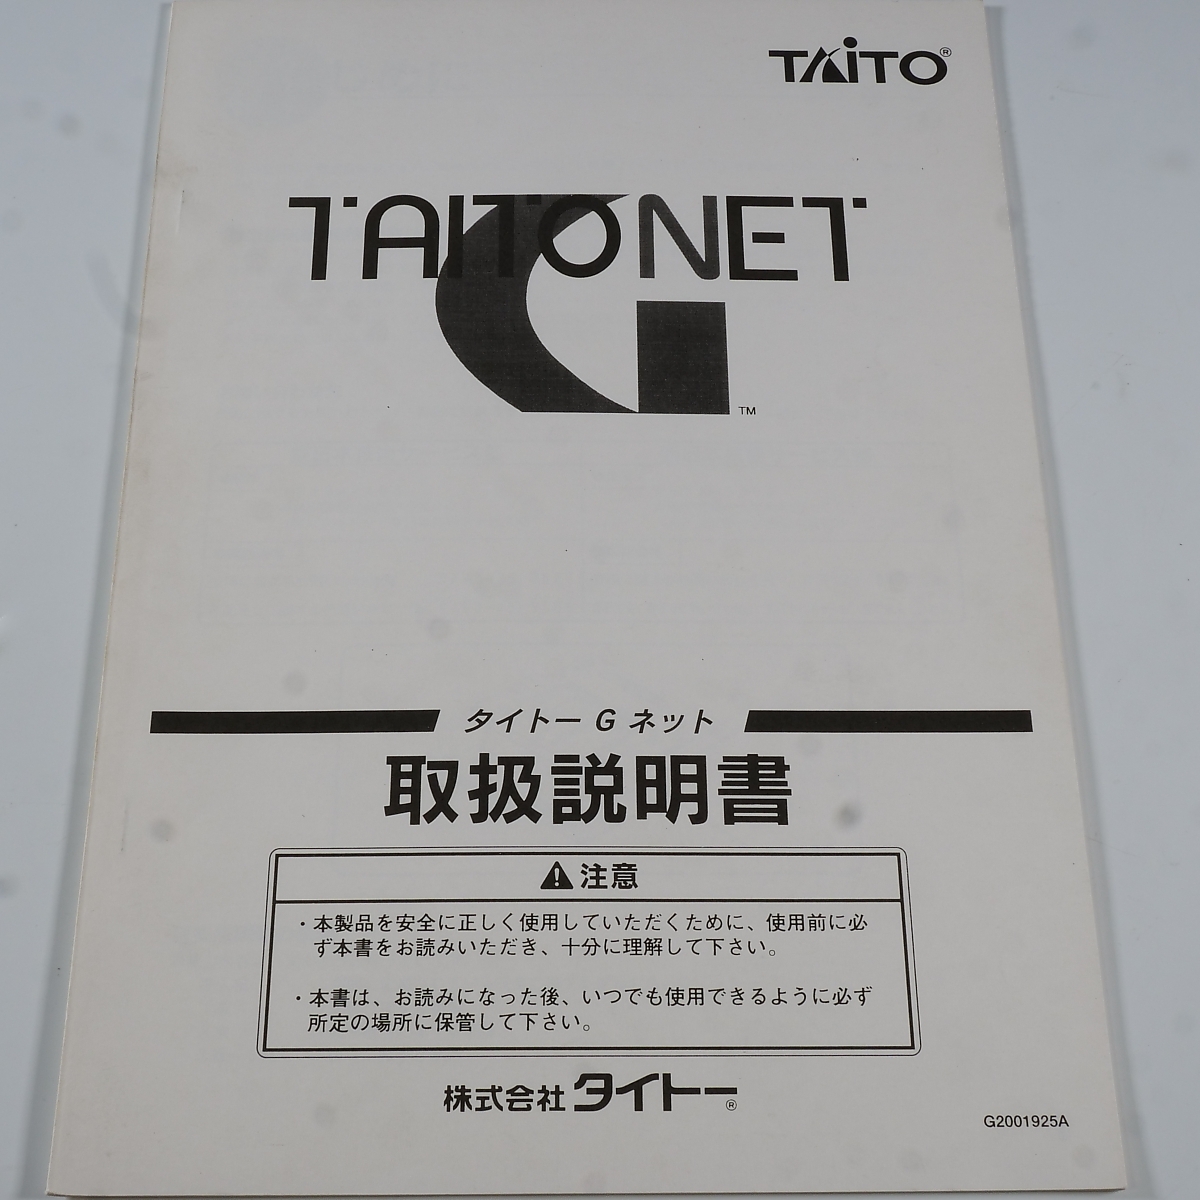 TAITO®
TAITO NET
G™
タイトー G ネット
取扱説明書
⚠注意
・本製品を安全に正しく使用していただくために、使用前に必
ず本書をお読みいただき、十分に理解して下さい。
・本書は、お読みになった後、いつでも使用できるように必ず
所定の場所に保管して下さい。
株式会社タイトー®
G2001925A